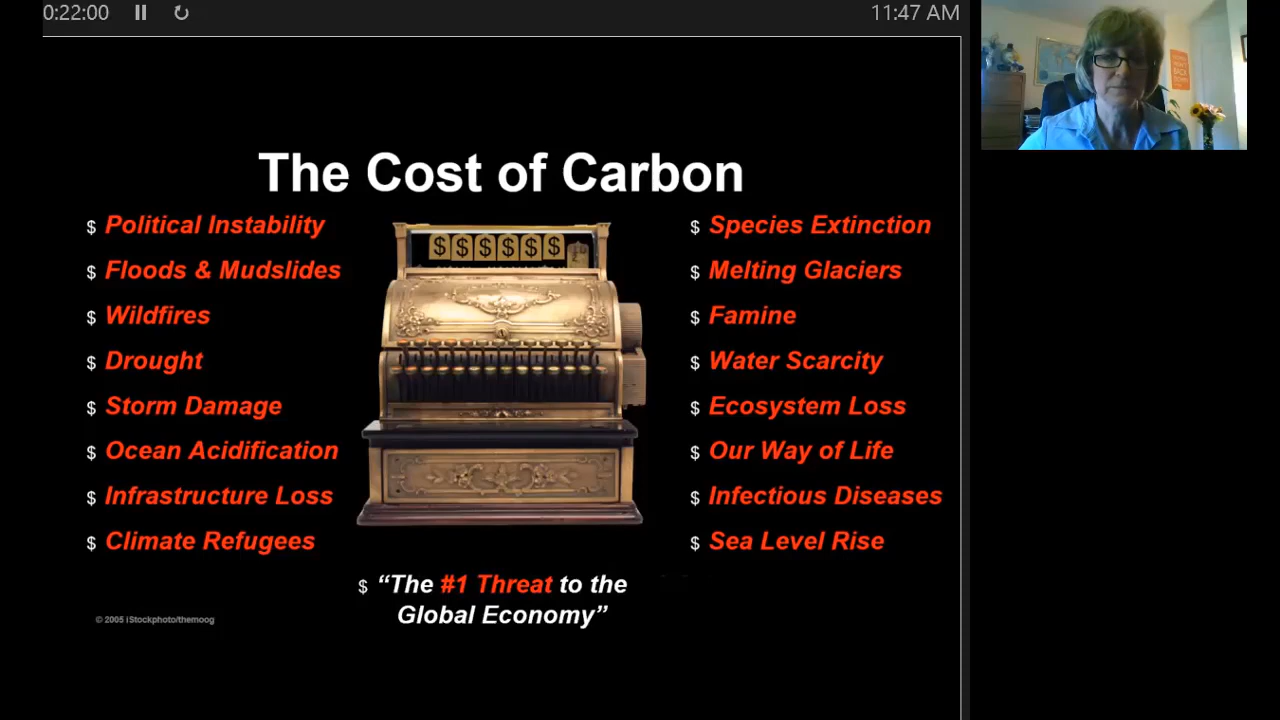 0:22:00
11:47 AM
The Cost of Carbon
$ Political Instability
$ Floods & Mudslides
$ Wildfires
$ Drought
$ Storm Damage
$ Ocean Acidification
$ Infrastructure Loss
$ Climate Refugees
$ $ $ $ $ $
$ Species Extinction
$ Melting Glaciers
$ Famine
$ Water Scarcity
$ Ecosystem Loss
$ Our Way of Life
$ Infectious Diseases
$ Sea Level Rise
$ “The #1 Threat to the
Global Economy”
© 2005 iStockphoto/themoog